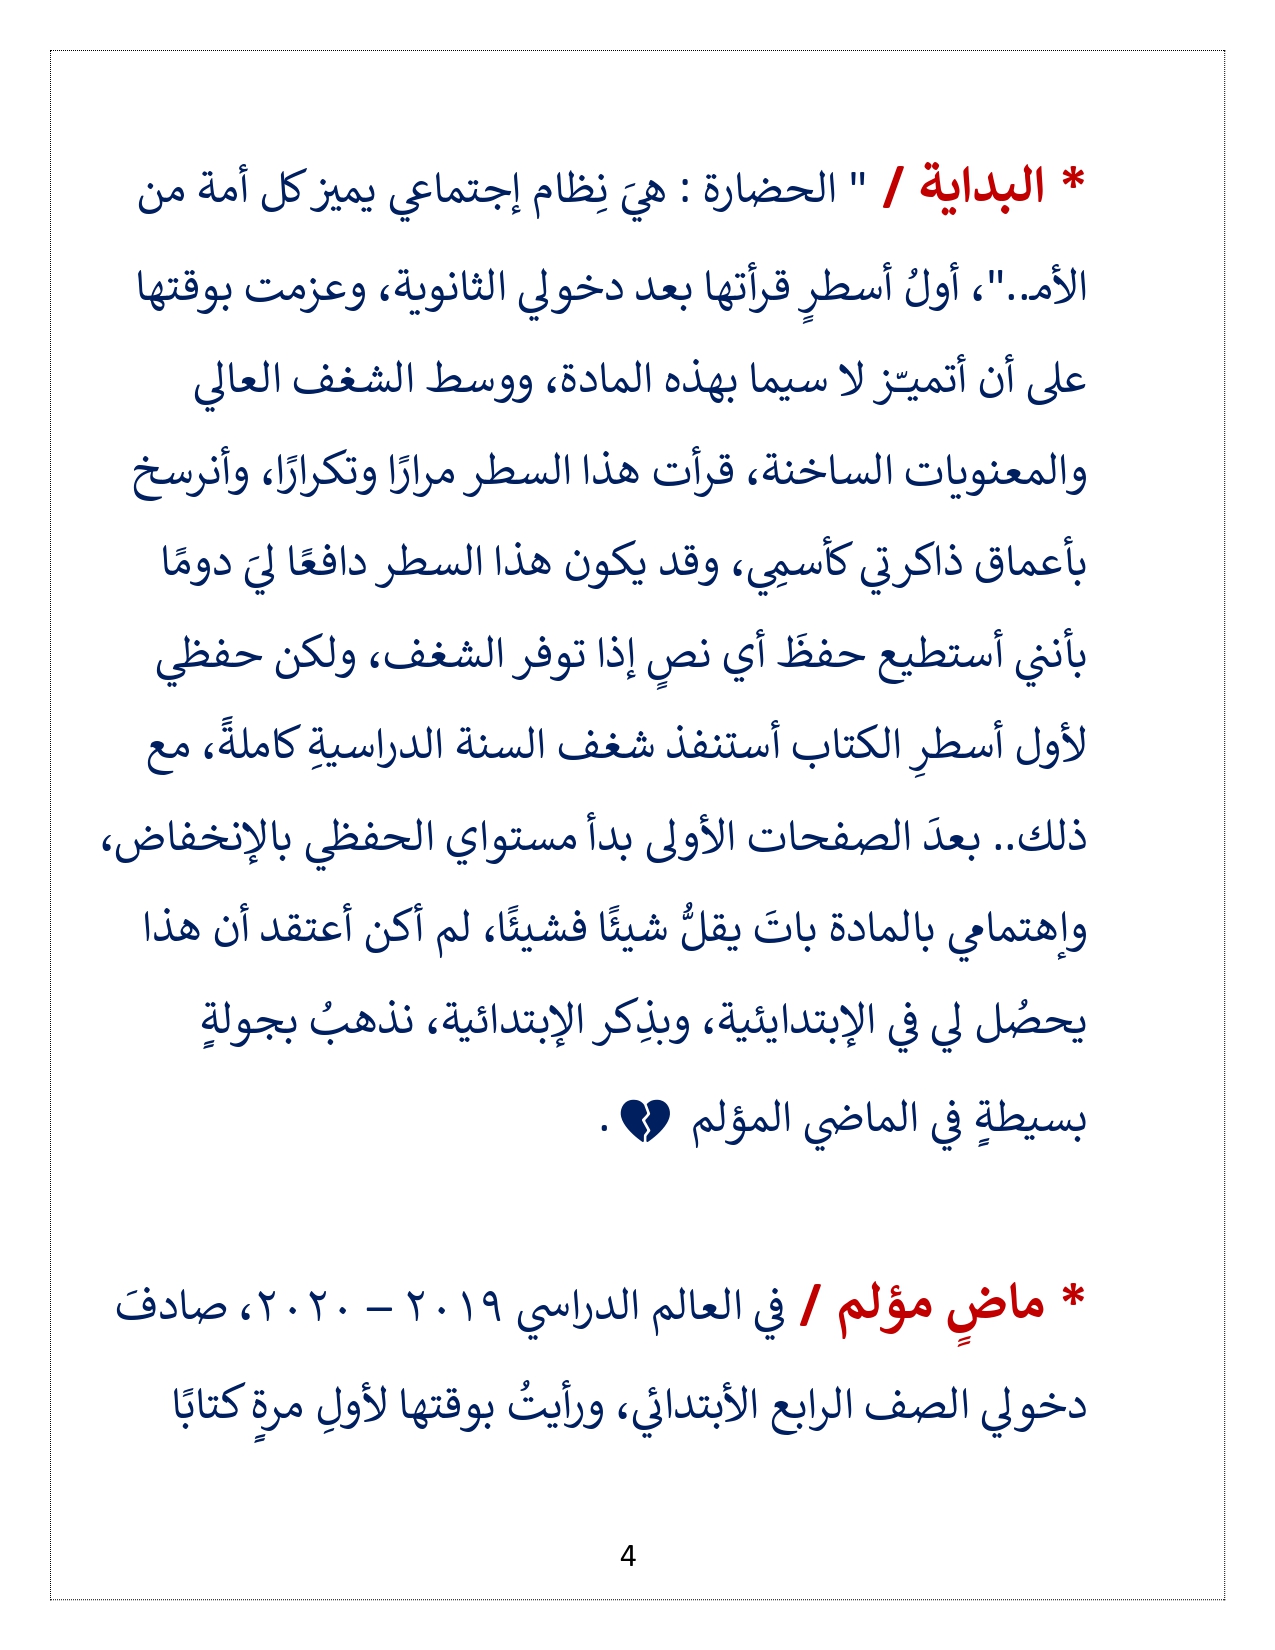 * البداية / " الحضارة : هيَ نِظام إجتماعي يميز كل أمة من
الأمـ.."، أولُ أسطرٍ قرأتها بعد دخولي الثانوية، وعزمت بوقتها
على أن أتميـّز لا سيما بهذه المادة، ووسط الشغف العالي
والمعنويات الساخنة، قرأت هذا السطر مرارًا وتكرارًا، وأنرسخ
بأعماق ذاكرتي كأسمِي، وقد يكون هذا السطر دافعًا ليَ دومًا
بأنني أستطيع حفظَ أي نصٍ إذا توفر الشغف، ولكن حفظي
لأول أسطرِ الكتاب أستنفذ شغف السنة الدراسيةِ كاملةً، مع
ذلك.. بعدَ الصفحات الأولى بدأ مستواي الحفظي بالإنخفاض،
وإهتمامي بالمادة باتَ يقلُّ شيئًا فشيئًا، لم أكن أعتقد أن هذا
يحصُل لي في الإبتدايئية، وبذِكر الإبتدائية، نذهبُ بجولةٍ
بسيطةٍ في الماضي المؤلم 💔 .
* ماضٍ مؤلم / في العالم الدراسي ٢٠١٩ – ٢٠٢٠، صادفَ
دخولي الصف الرابع الأبتدائي، ورأيتُ بوقتها لأولِ مرةٍ كتابًا
4